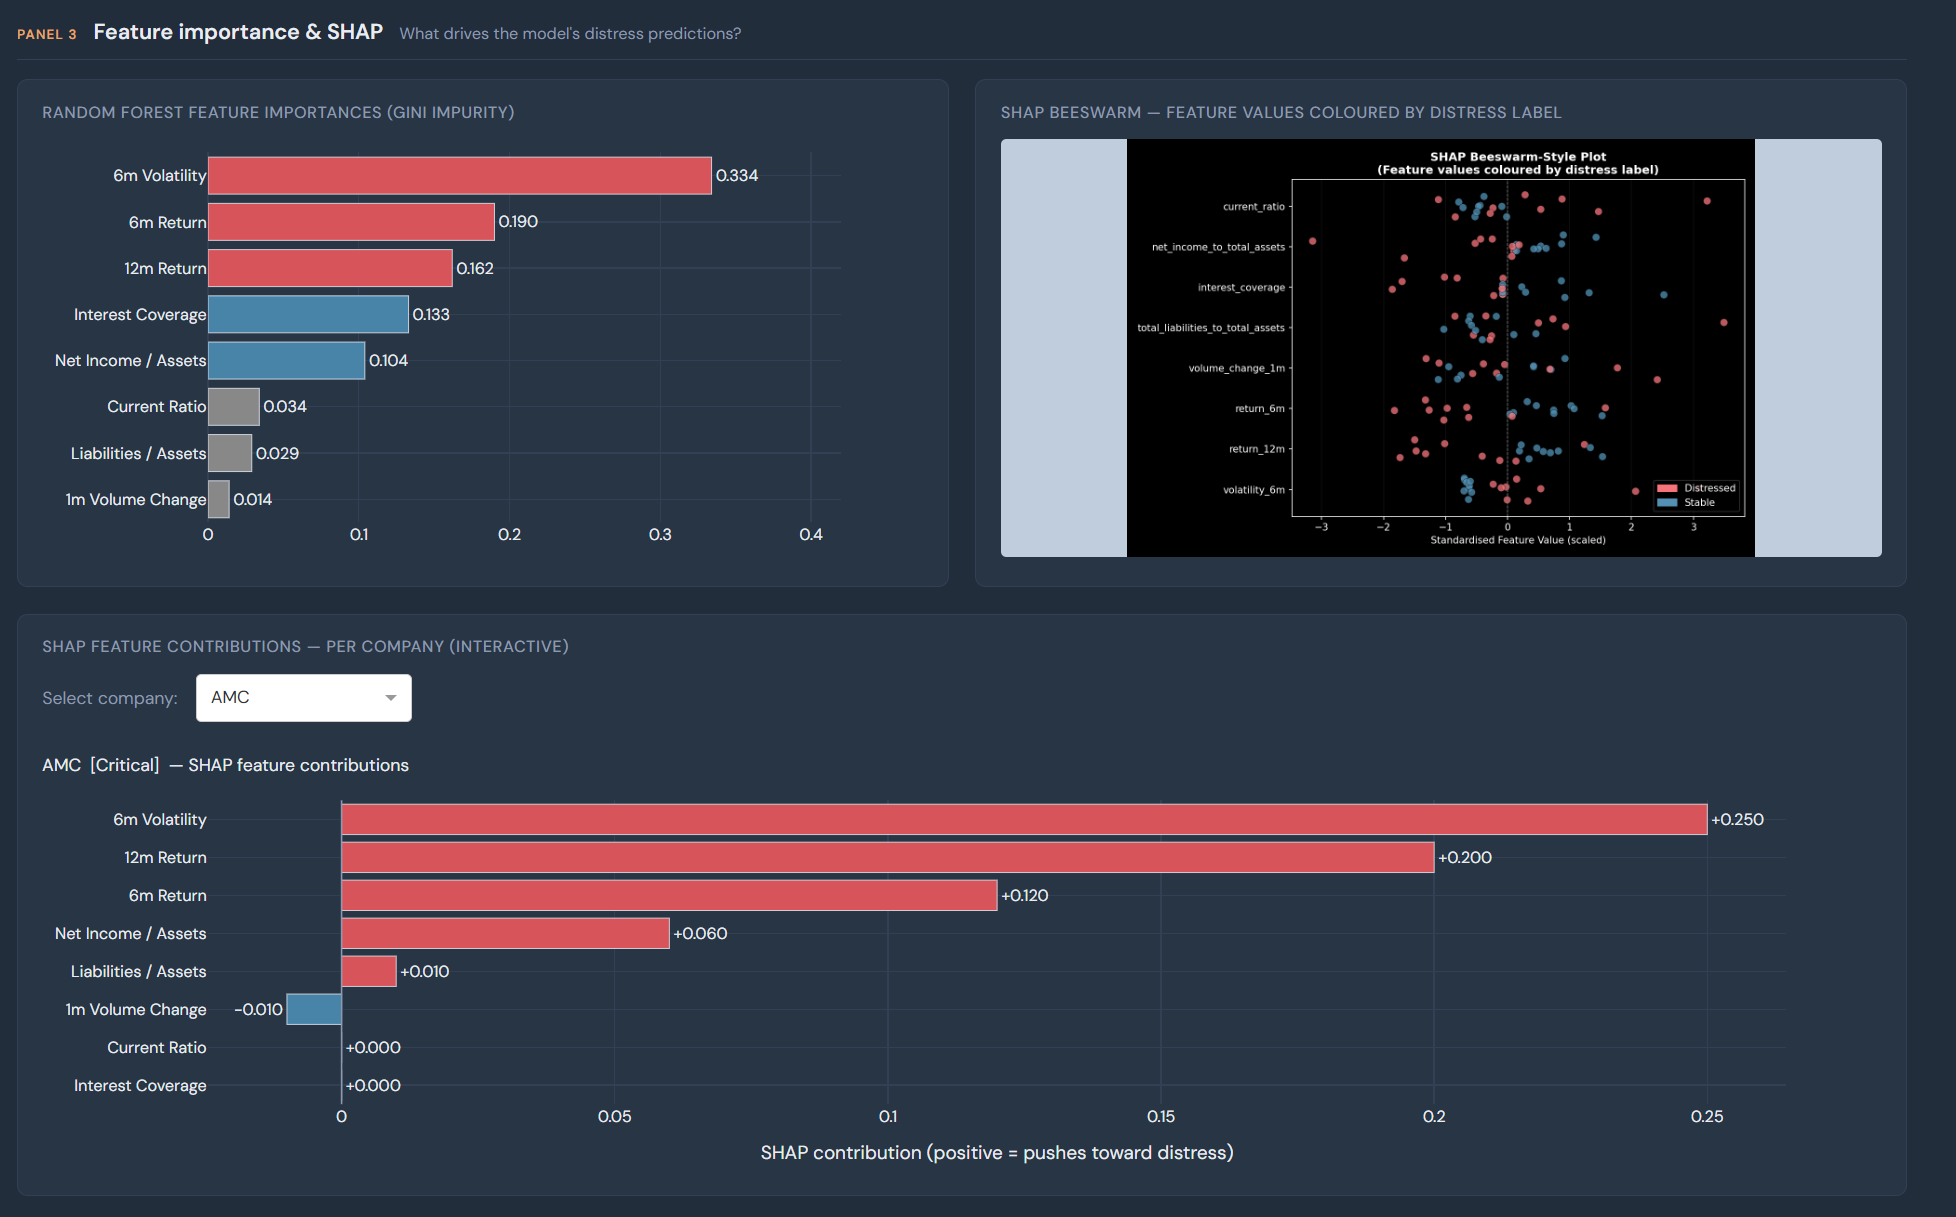 PANEL 3 Feature importance & SHAP What drives the model's distress predictions?
RANDOM FOREST FEATURE IMPORTANCES (GINI IMPURITY)
6m Volatility 0.334
6m Return 0.190
12m Return 0.162
Interest Coverage 0.133
Net Income / Assets 0.104
Current Ratio 0.034
Liabilities / Assets 0.029
1m Volume Change 0.014
0 0.1 0.2 0.3 0.4
SHAP BEESWARM — FEATURE VALUES COLOURED BY DISTRESS LABEL
SHAP Beeswarm-Style Plot
(Feature values coloured by distress label)
current_ratio
net_income_to_total_assets
interest_coverage
total_liabilities_to_total_assets
volume_change_1m
return_6m
return_12m
volatility_6m
Distressed
Stable
−3 −2 −1 0 1 2 3
Standardised Feature Value (scaled)
SHAP FEATURE CONTRIBUTIONS — PER COMPANY (INTERACTIVE)
Select company: AMC
AMC [Critical] — SHAP feature contributions
6m Volatility +0.250
12m Return +0.200
6m Return +0.120
Net Income / Assets +0.060
Liabilities / Assets +0.010
1m Volume Change −0.010
Current Ratio +0.000
Interest Coverage +0.000
0 0.05 0.1 0.15 0.2 0.25
SHAP contribution (positive = pushes toward distress)